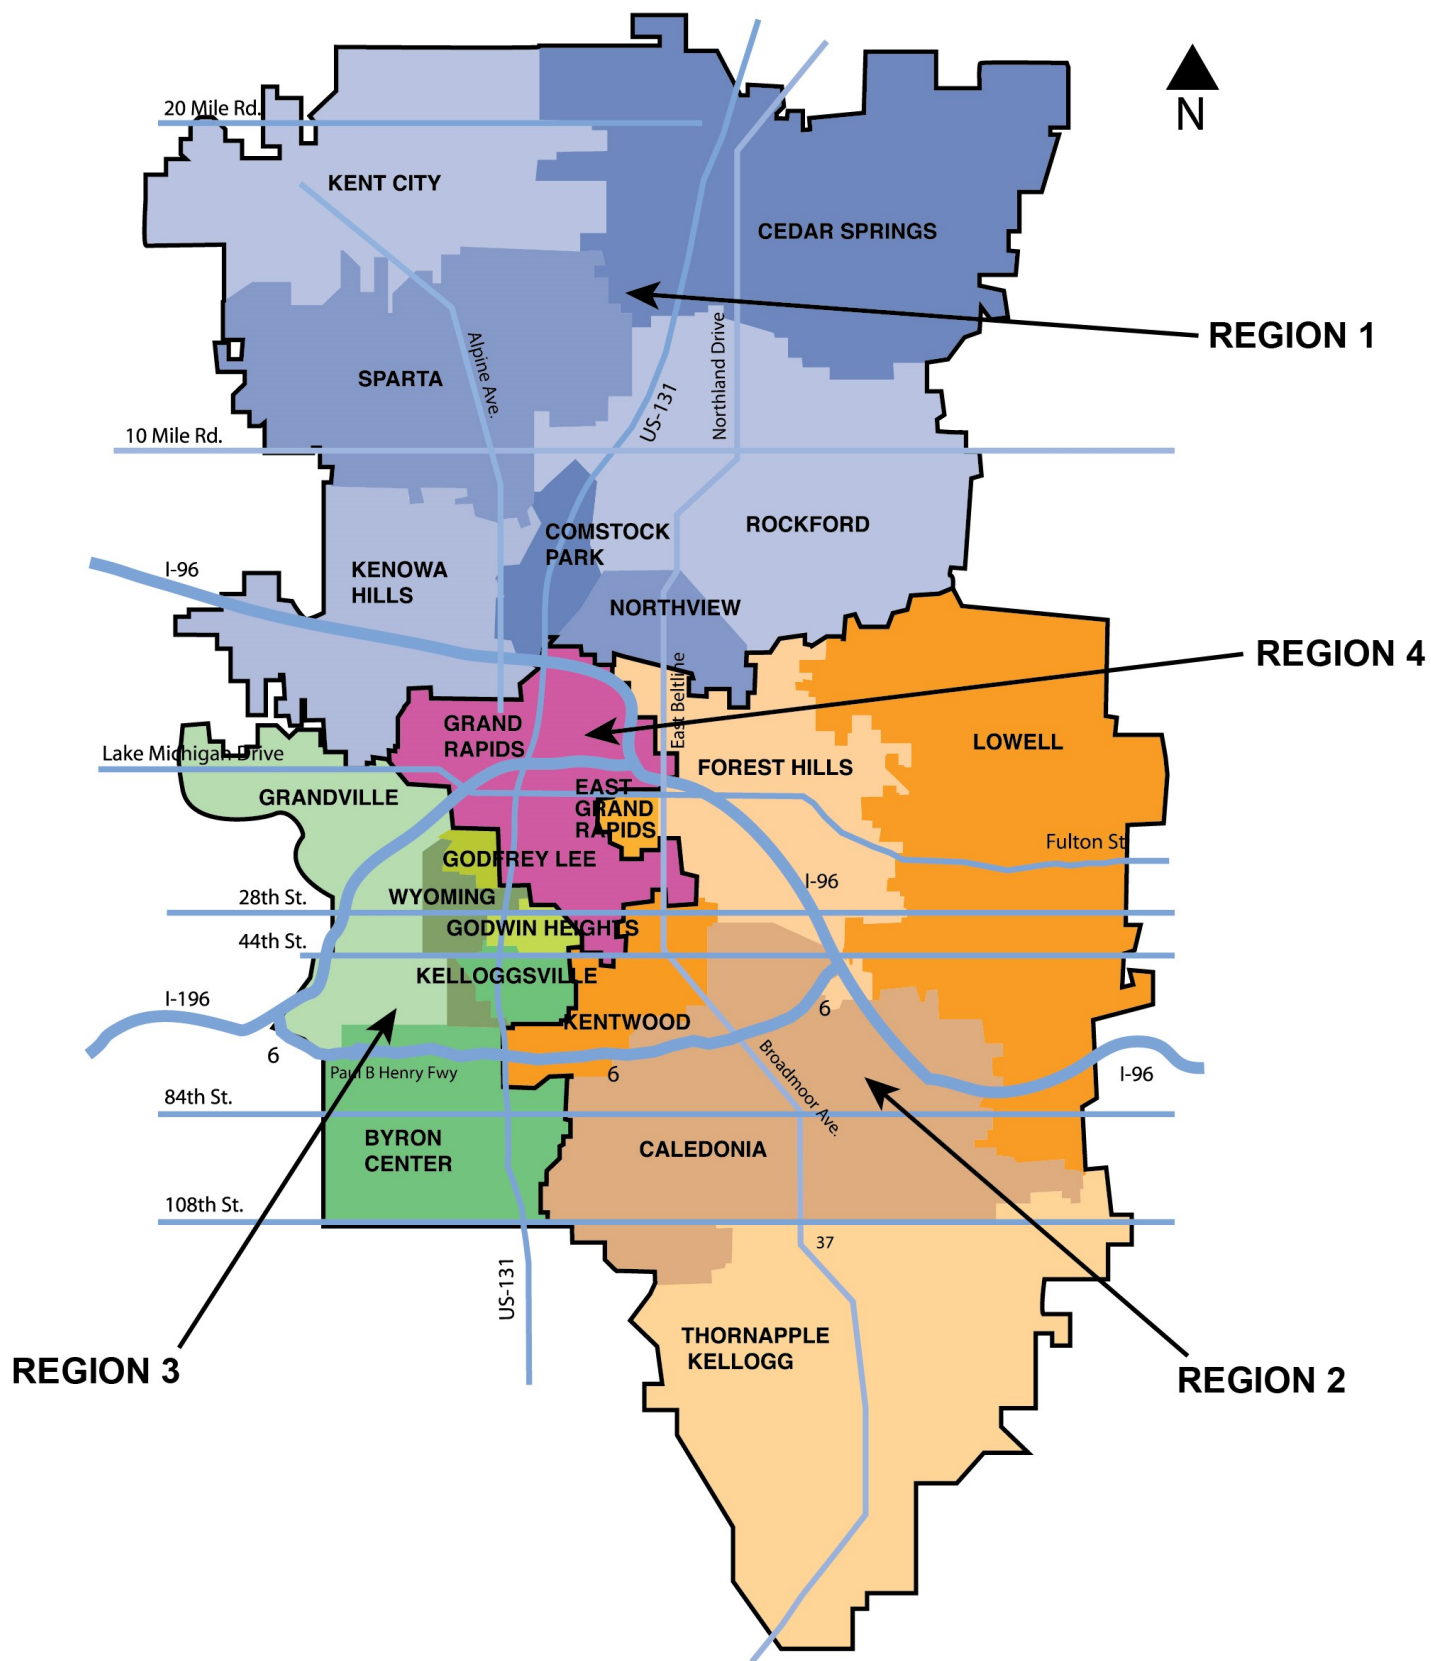 N
20 Mile Rd.
KENT CITY
CEDAR SPRINGS
REGION 1
Northland Drive
Alpine Ave.
SPARTA
US-131
10 Mile Rd.
COMSTOCK
PARK
ROCKFORD
I-96
KENOWA
HILLS
NORTHVIEW
REGION 4
East Beltline
GRAND
RAPIDS
LOWELL
Lake Michigan Drive
FOREST HILLS
GRANDVILLE
EAST
GRAND
RAPIDS
Fulton St
GODFREY LEE
I-96
28th St.
WYOMING
GODWIN HEIGHTS
44th St.
KELLOGGSVILLE
I-196
6
KENTWOOD
6
Paul B Henry Fwy
6
Broadmoor Ave.
I-96
84th St.
BYRON
CENTER
CALEDONIA
108th St.
37
US-131
THORNAPPLE
KELLOGG
REGION 3
REGION 2